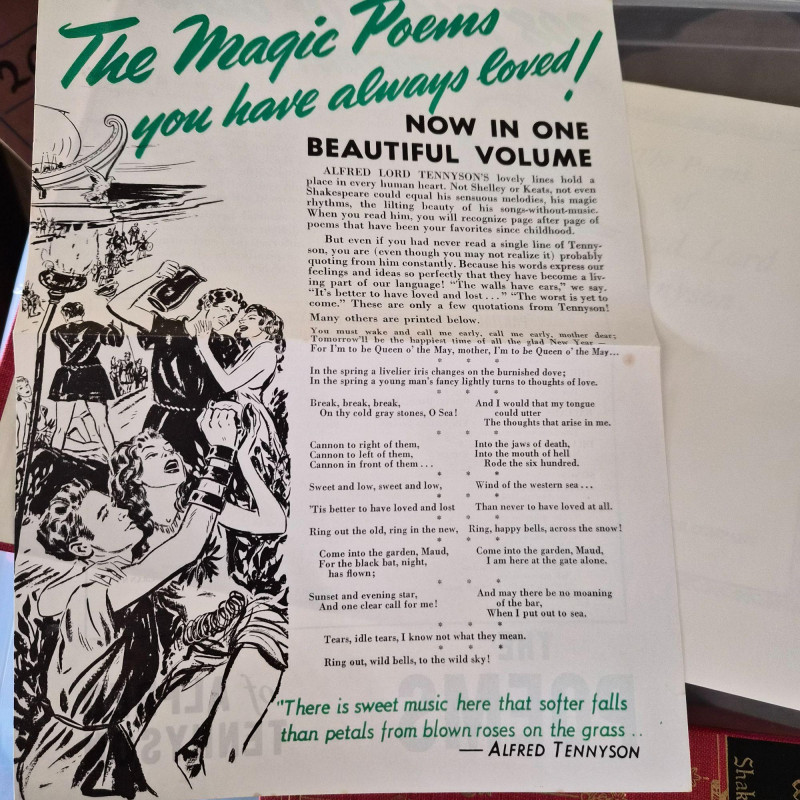 The Magic Poems
you have always loved!
NOW IN ONE
BEAUTIFUL VOLUME
ALFRED LORD TENNYSON'S lovely lines hold a
place in every human heart. Not Shelley or Keats, not even
Shakespeare could equal his sensuous melodies, his magic
rhythms, the lilting beauty of his songs-without-music.
When you read him, you will recognize page after page of
poems that have been your favorites since childhood.
But even if you had never read a single line of Tenny-
son, you are (even though you may not realize it) probably
quoting from him constantly. Because his words express our
feelings and ideas so perfectly that they have become a liv-
ing part of our language! "The walls have ears," we say.
"It's better to have loved and lost . . ." "The worst is yet to
come." These are only a few quotations from Tennyson!
Many others are printed below.
You must wake and call me early, call me early, mother dear;
Tomorrow'll be the happiest time of all the glad New Year —
For I'm to be Queen o' the May, mother, I'm to be Queen o' the May...
* * *
In the spring a livelier iris changes on the burnished dove;
In the spring a young man's fancy lightly turns to thoughts of love.
* * *
Break, break, break,
On thy cold gray stones, O Sea!
And I would that my tongue
could utter
The thoughts that arise in me.
* * *
Cannon to right of them,
Cannon to left of them,
Cannon in front of them . . .
Into the jaws of death,
Into the mouth of hell
Rode the six hundred.
* * *
Sweet and low, sweet and low, Wind of the western sea . . .
* * *
'Tis better to have loved and lost Than never to have loved at all.
* * *
Ring out the old, ring in the new, Ring, happy bells, across the snow!
* * *
Come into the garden, Maud,
For the black bat, night,
has flown;
Come into the garden, Maud,
I am here at the gate alone.
* * *
Sunset and evening star,
And one clear call for me!
And may there be no moaning
of the bar,
When I put out to sea.
* * *
Tears, idle tears, I know not what they mean.
* * *
Ring out, wild bells, to the wild sky!
"There is sweet music here that softer falls
than petals from blown roses on the grass ..
— ALFRED TENNYSON